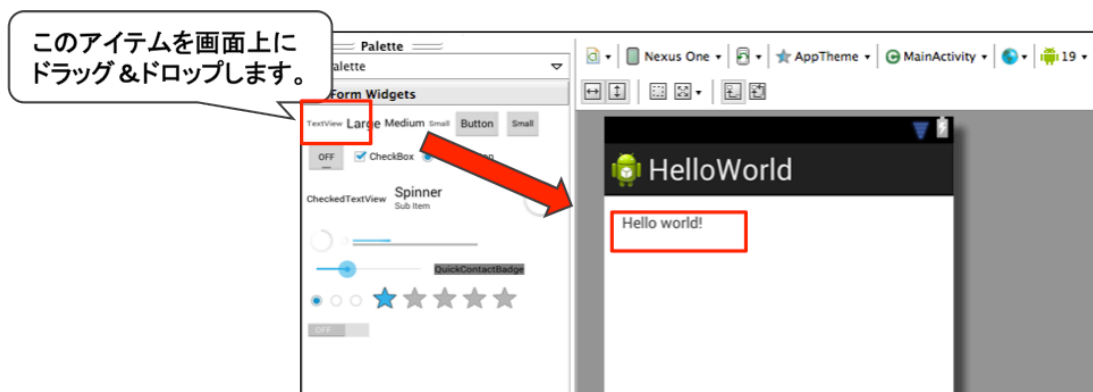 このアイテムを画面上に
ドラッグ&ドロップします。
Palette
alette
Form Widgets
TextView Large Medium Small Button Small
OFF CheckBox
CheckedTextView Spinner
Sub Item
QuickContactBadge
OFF
Nexus One AppTheme MainActivity 19
HelloWorld
Hello world!